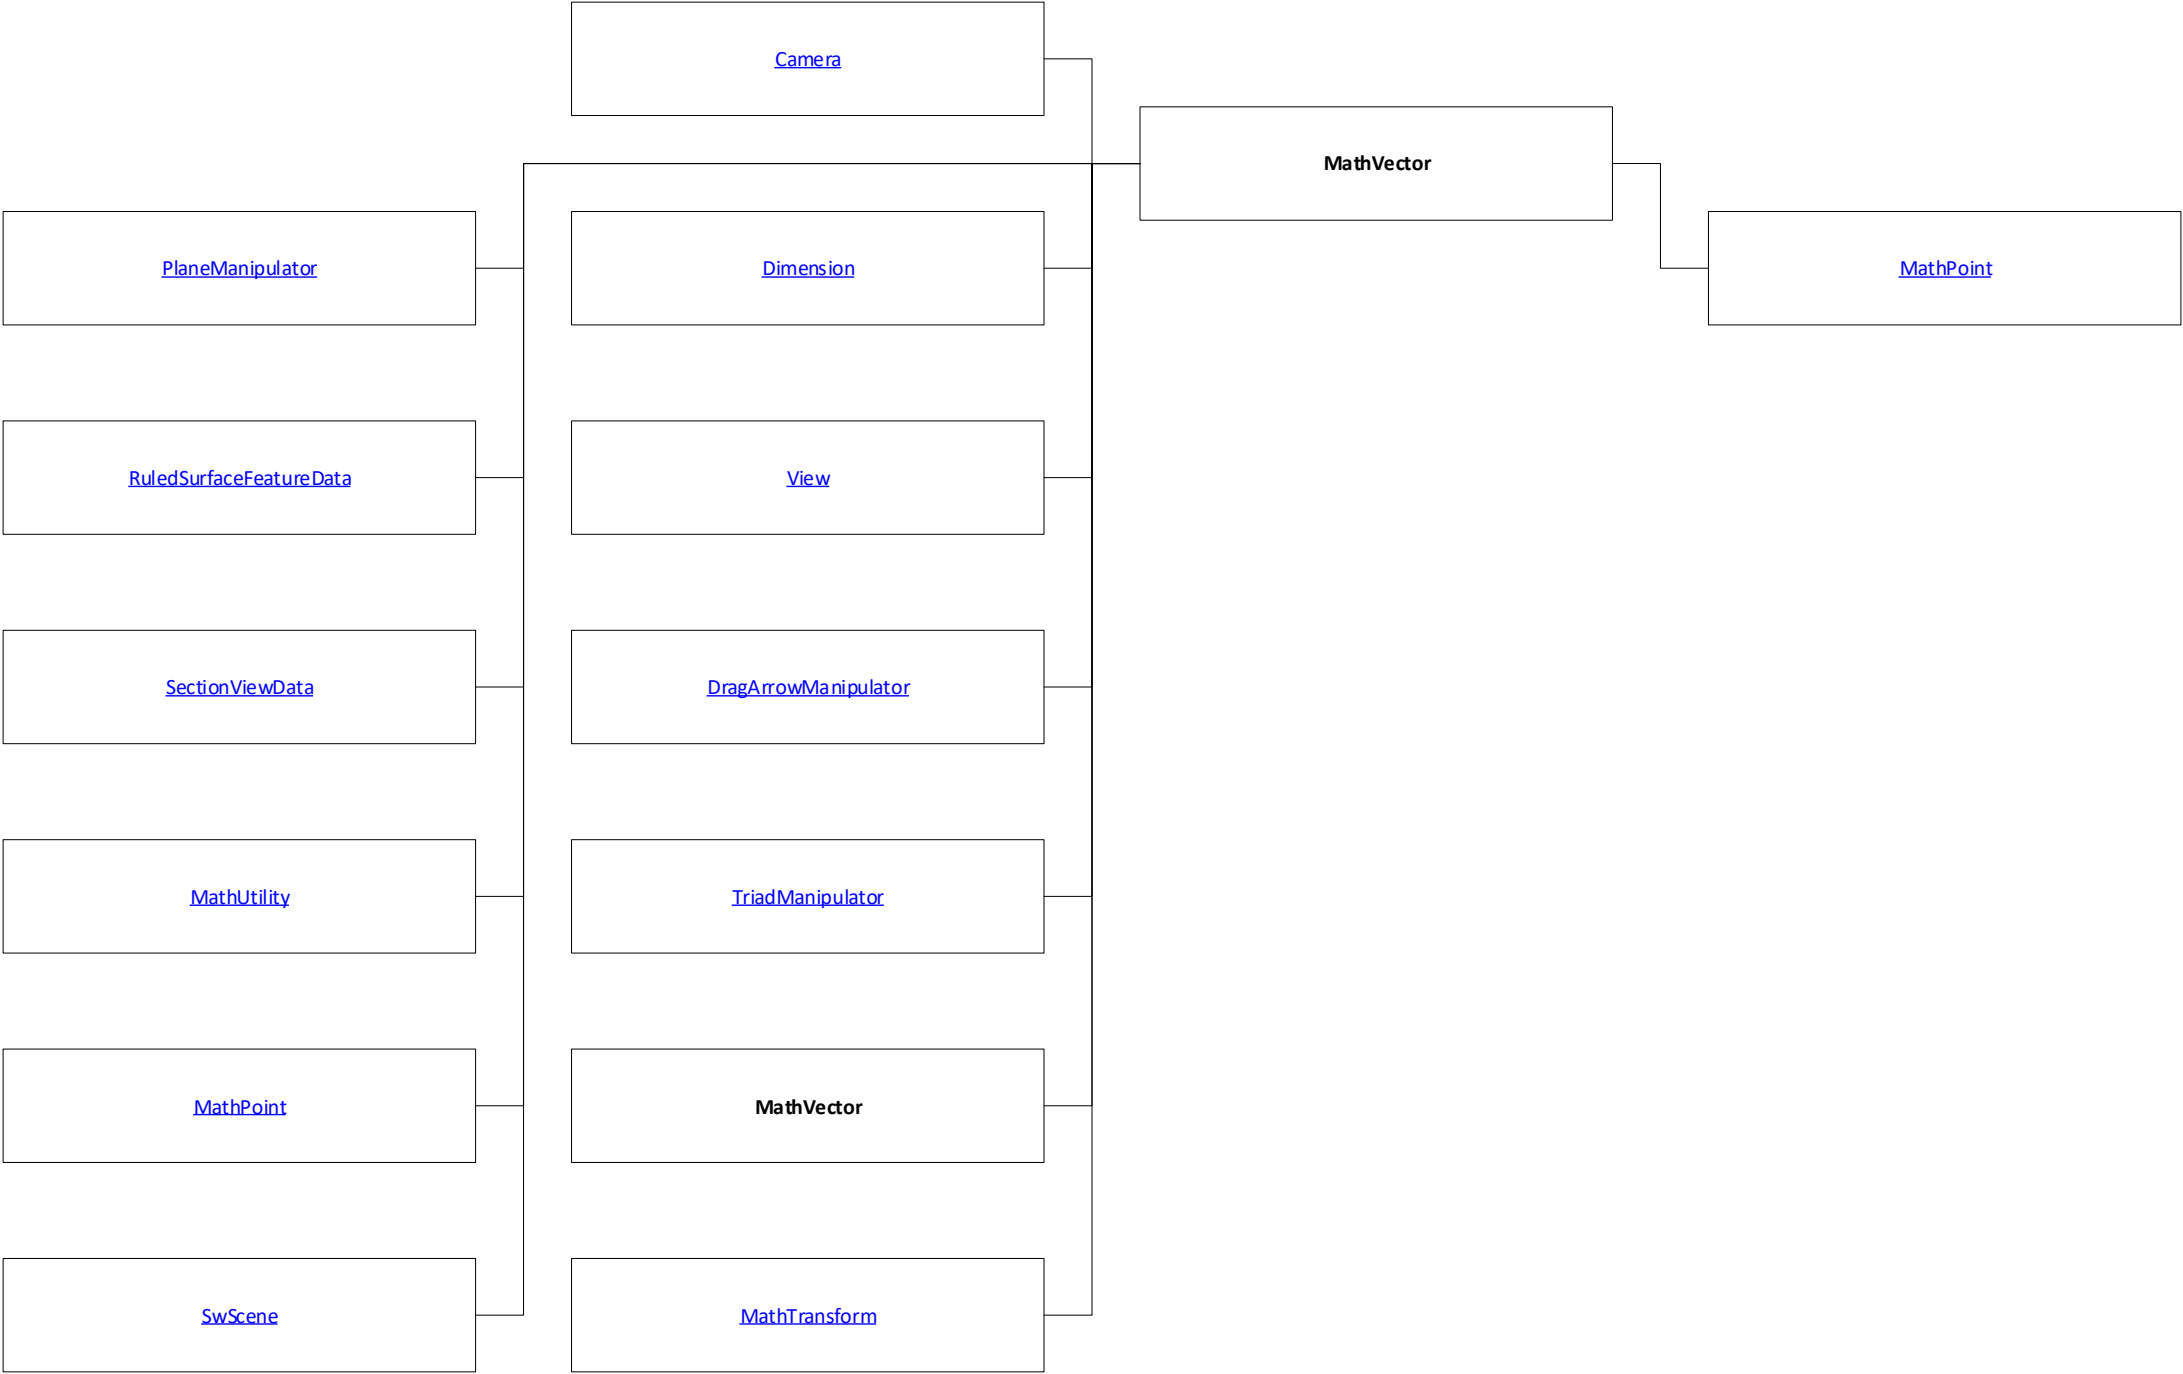 Camera
MathVector
PlaneManipulator
Dimension
MathPoint
RuledSurfaceFeatureData
View
SectionViewData
DragArrowManipulator
MathUtility
TriadManipulator
MathPoint
MathVector
SwScene
MathTransform